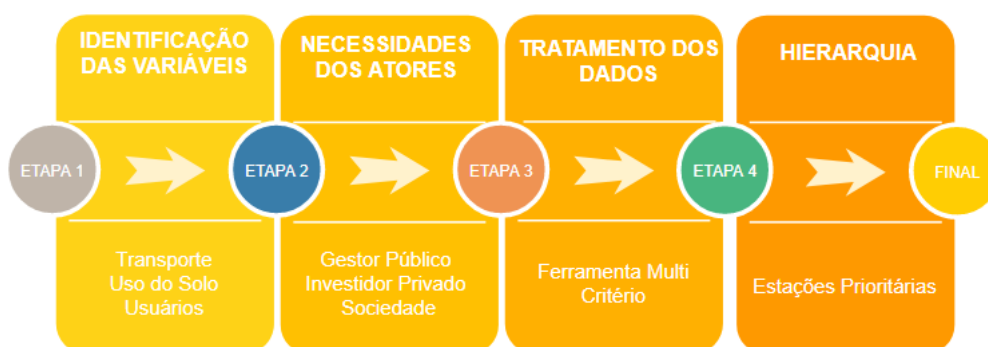 IDENTIFICAÇÃO
DAS VARIÁVEIS
NECESSIDADES
DOS ATORES
TRATAMENTO DOS
DADOS
HIERARQUIA
ETAPA 1
ETAPA 2
ETAPA 3
ETAPA 4
FINAL
Transporte
Uso do Solo
Usuários
Gestor Público
Investidor Privado
Sociedade
Ferramenta Multi
Critério
Estações Prioritárias